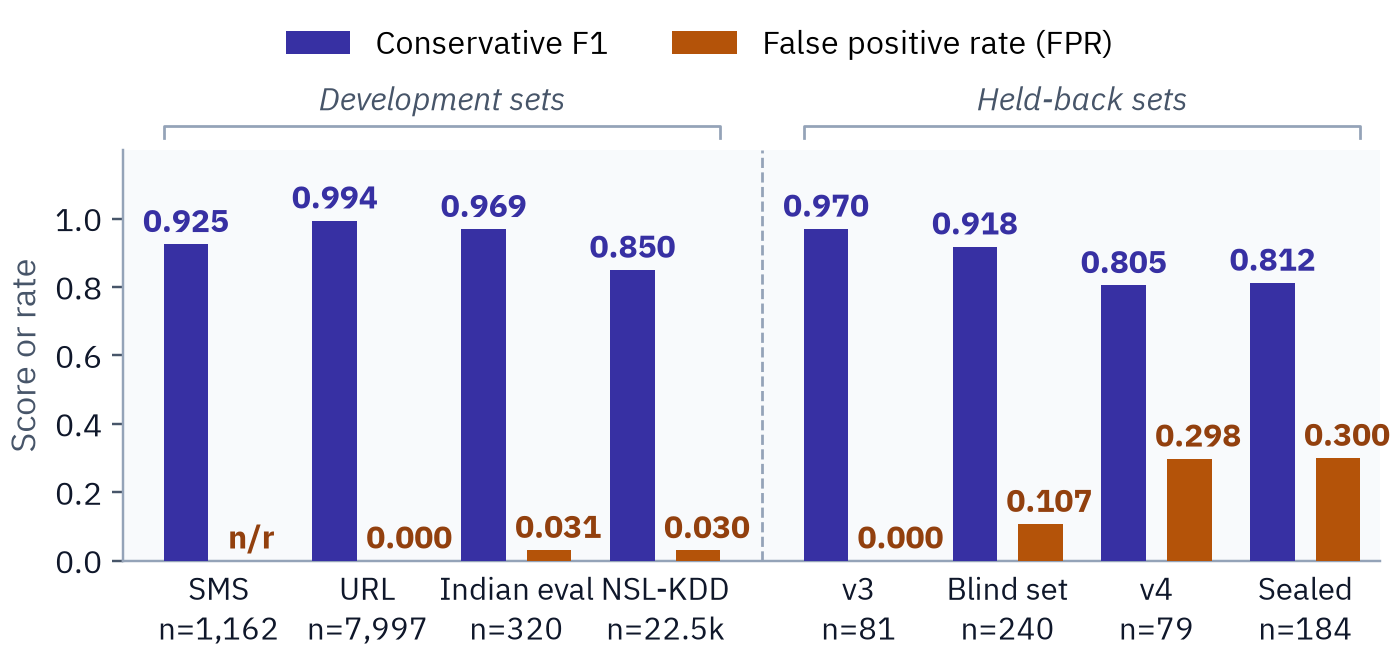 Conservative F1 False positive rate (FPR)
Development sets Held-back sets
Score or rate
1.0
0.8
0.6
0.4
0.2
0.0
0.925 n/r 0.994 0.000 0.969 0.031 0.850 0.030 0.970 0.000 0.918 0.107 0.805 0.298 0.812 0.300
SMS URL Indian eval NSL-KDD v3 Blind set v4 Sealed
n=1,162 n=7,997 n=320 n=22.5k n=81 n=240 n=79 n=184